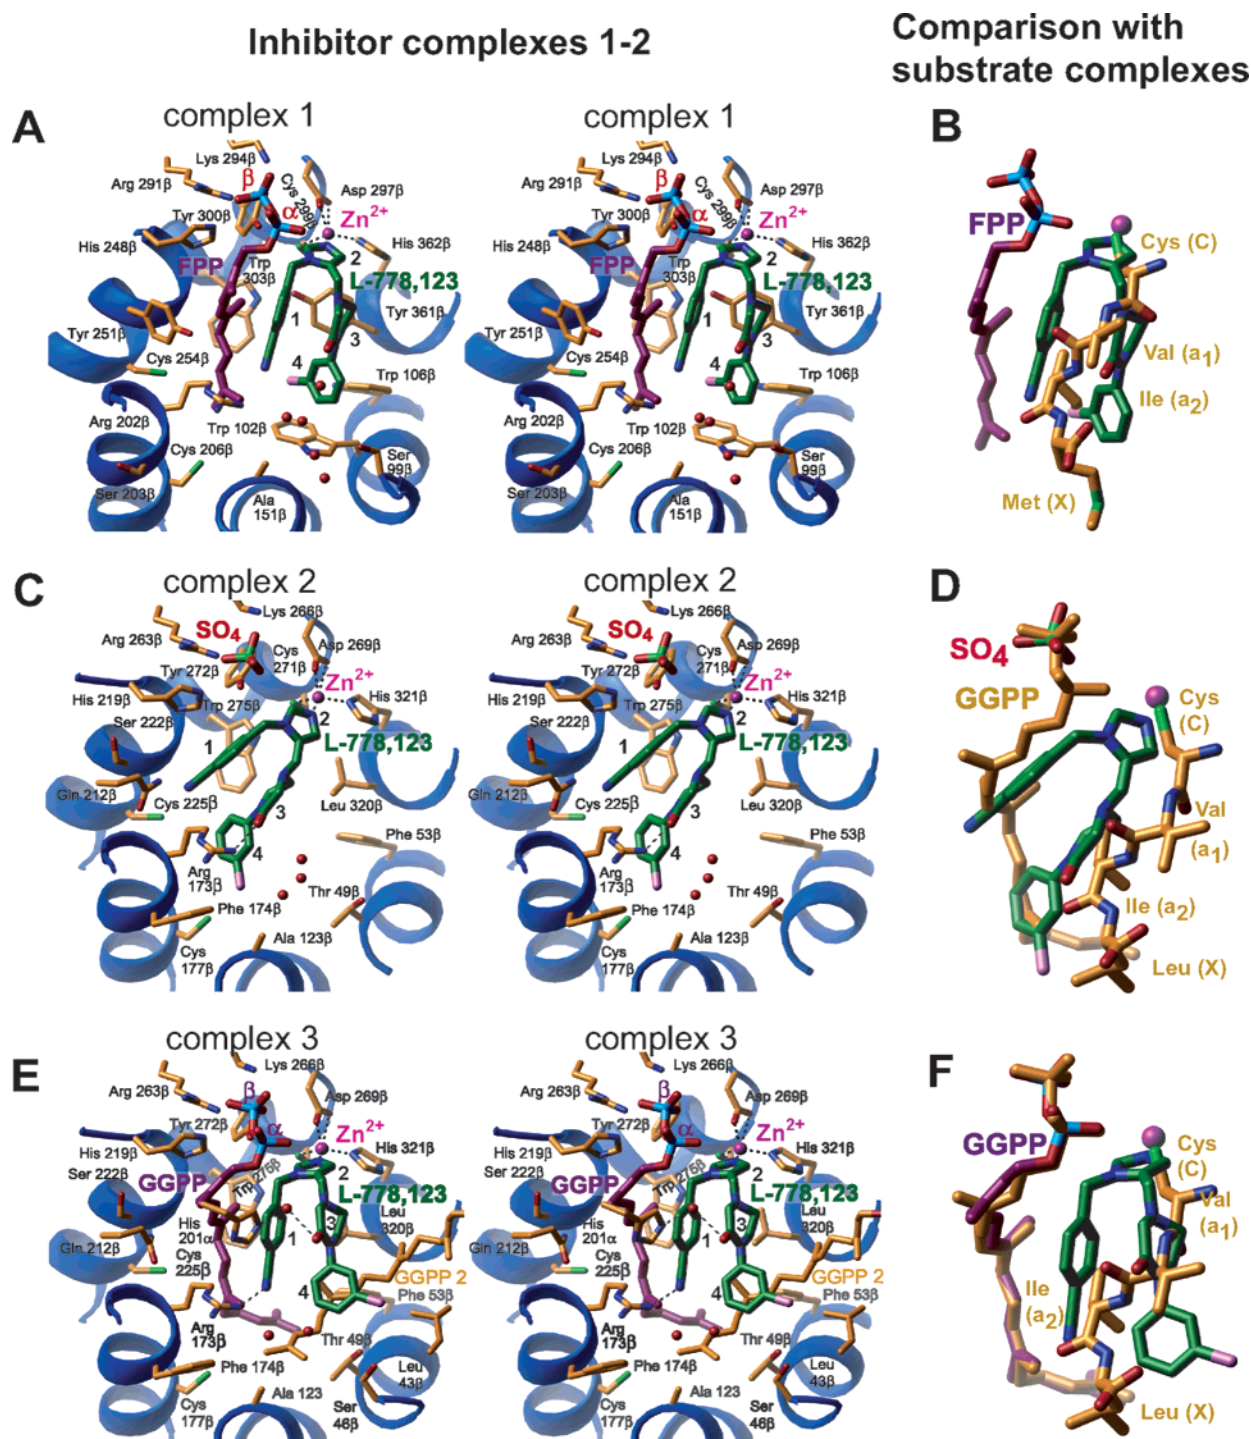 Inhibitor complexes 1-2
Comparison with
substrate complexes
A
complex 1
Lys 294β
Arg 291β
β
Cys 299β
Asp 297β
Tyr 300β
α
Zn2+
His 248β
His 362β
FPP
Trp
303β
2
L-778,123
Tyr 251β
1
Tyr 361β
3
Cys 254β
4
Trp 106β
Arg 202β
Trp 102β
Cys 206β
Ser
99β
Ser 203β
Ala
151β
complex 1
Lys 294β
Arg 291β
β
Cys 299β
Asp 297β
Tyr 300β
α
Zn2+
His 248β
His 362β
FPP
Trp
303β
2
L-778,123
Tyr 251β
1
Tyr 361β
3
Cys 254β
4
Trp 106β
Arg 202β
Trp 102β
Cys 206β
Ser
99β
Ser 203β
Ala
151β
B
FPP
Cys (C)
Val (a1)
Ile (a2)
Met (X)
C
complex 2
Lys 266β
Arg 263β
SO4
Cys
271β
Asp 269β
Tyr 272β
Zn2+
His 219β
His 321β
Ser 222β
Trp 275β
2
1
L-778,123
Gln 212β
Cys 225β
Leu 320β
3
Phe 53β
4
Arg
173β
Thr 49β
Phe 174β
Ala 123β
Cys
177β
complex 2
Lys 266β
Arg 263β
SO4
Cys
271β
Asp 269β
Tyr 272β
Zn2+
His 219β
His 321β
Ser 222β
Trp 275β
2
1
L-778,123
Gln 212β
Cys 225β
Leu 320β
3
Phe 53β
4
Arg
173β
Thr 49β
Phe 174β
Ala 123β
Cys
177β
D
SO4
GGPP
Cys
(C)
Val
(a1)
Ile (a2)
Leu (X)
E
complex 3
Lys 266β
Arg 263β
β
Asp 269β
Tyr 272β
α
Zn2+
His 219β
His 321β
Ser 222β
GGPP
Trp 275β
2
L-778,123
His
201α
3
Leu
320β
1
Gln 212β
Cys
225β
GGPP 2
4
Phe 53β
Arg
173β
Thr 49β
Phe 174β
Leu
43β
Ala 123
Cys
177β
Ser
46β
complex 3
Lys 266β
Arg 263β
β
Asp 269β
Tyr 272β
α
Zn2+
His 219β
His 321β
Ser 222β
GGPP
Trp 275β
2
L-778,123
His
201α
3
Leu
320β
1
Gln 212β
Cys
225β
GGPP 2
4
Phe 53β
Arg
173β
Thr 49β
Phe 174β
Leu
43β
Ala 123
Cys
177β
Ser
46β
F
GGPP
Cys
(C)
Val
(a1)
Ile
(a2)
Leu (X)